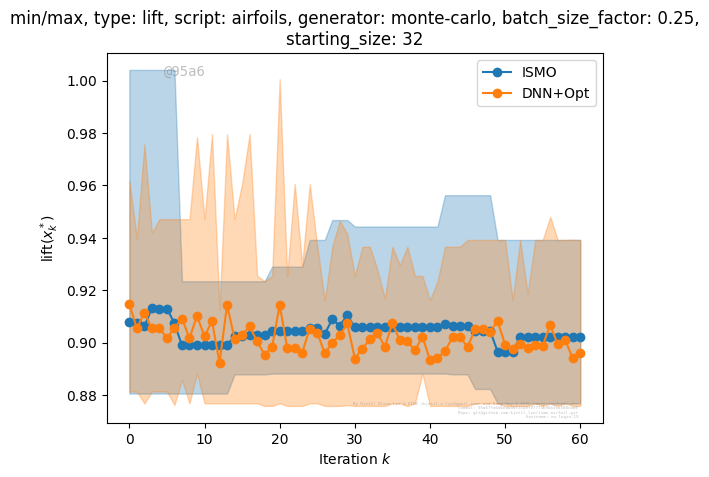 min/max, type: lift, script: airfoils, generator: monte-carlo, batch_size_factor: 0.25,
starting_size: 32
@95a6
ISMO
DNN+Opt
1.00
0.98
0.96
0.94
0.92
0.90
0.88
lift(x_k^*)
0 10 20 30 40 50 60
Iteration k